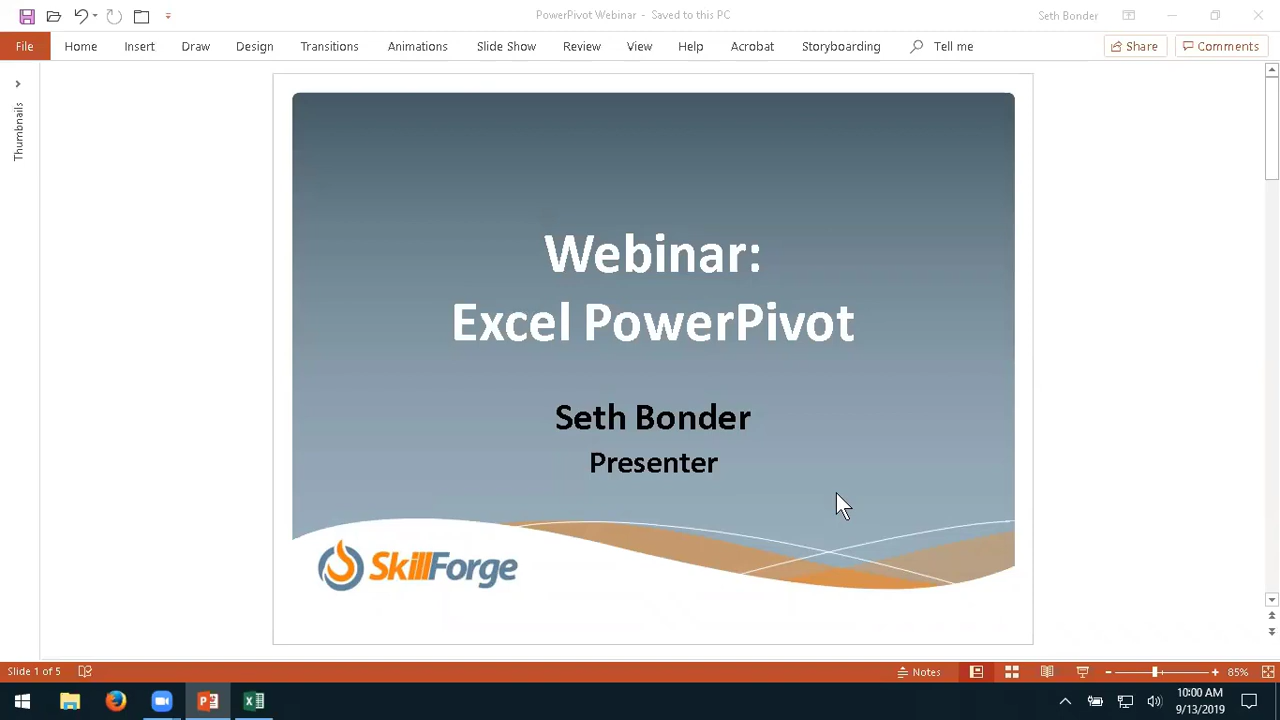 PowerPivot Webinar - Saved to this PC
Seth Bonder
File
Home
Insert
Draw
Design
Transitions
Animations
Slide Show
Review
View
Help
Acrobat
Storyboarding
Tell me
Share
Comments
Thumbnails
Webinar:
Excel PowerPivot
Seth Bonder
Presenter
SkillForge
Slide 1 of 5
Notes
85%
10:00 AM
9/13/2019